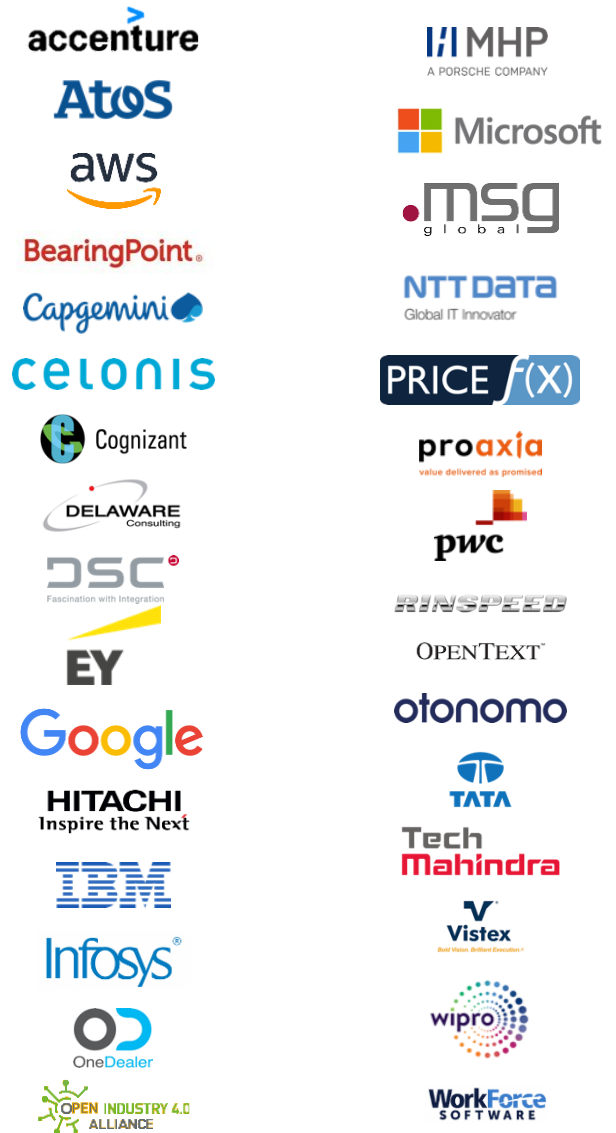 accenture
Atos
aws
BearingPoint®
Capgemini
celonis
Cognizant
DELAWARE
Consulting
DSC
Fascination with Integration
EY
Google
HITACHI
Inspire the Next
IBM
Infosys®
OD
OneDealer
OPEN INDUSTRY 4.0
ALLIANCE
MHP
A PORSCHE COMPANY
Microsoft
.msg
global
NTT DATA
Global IT Innovator
PRICE f(X)
proaxia
value delivered as promised
pwc
RINSPEED
OPENTEXT™
otonomo
TATA
Tech
Mahindra
Vistex
Bold Vision. Brilliant Execution.
wipro
WorkForce
SOFTWARE